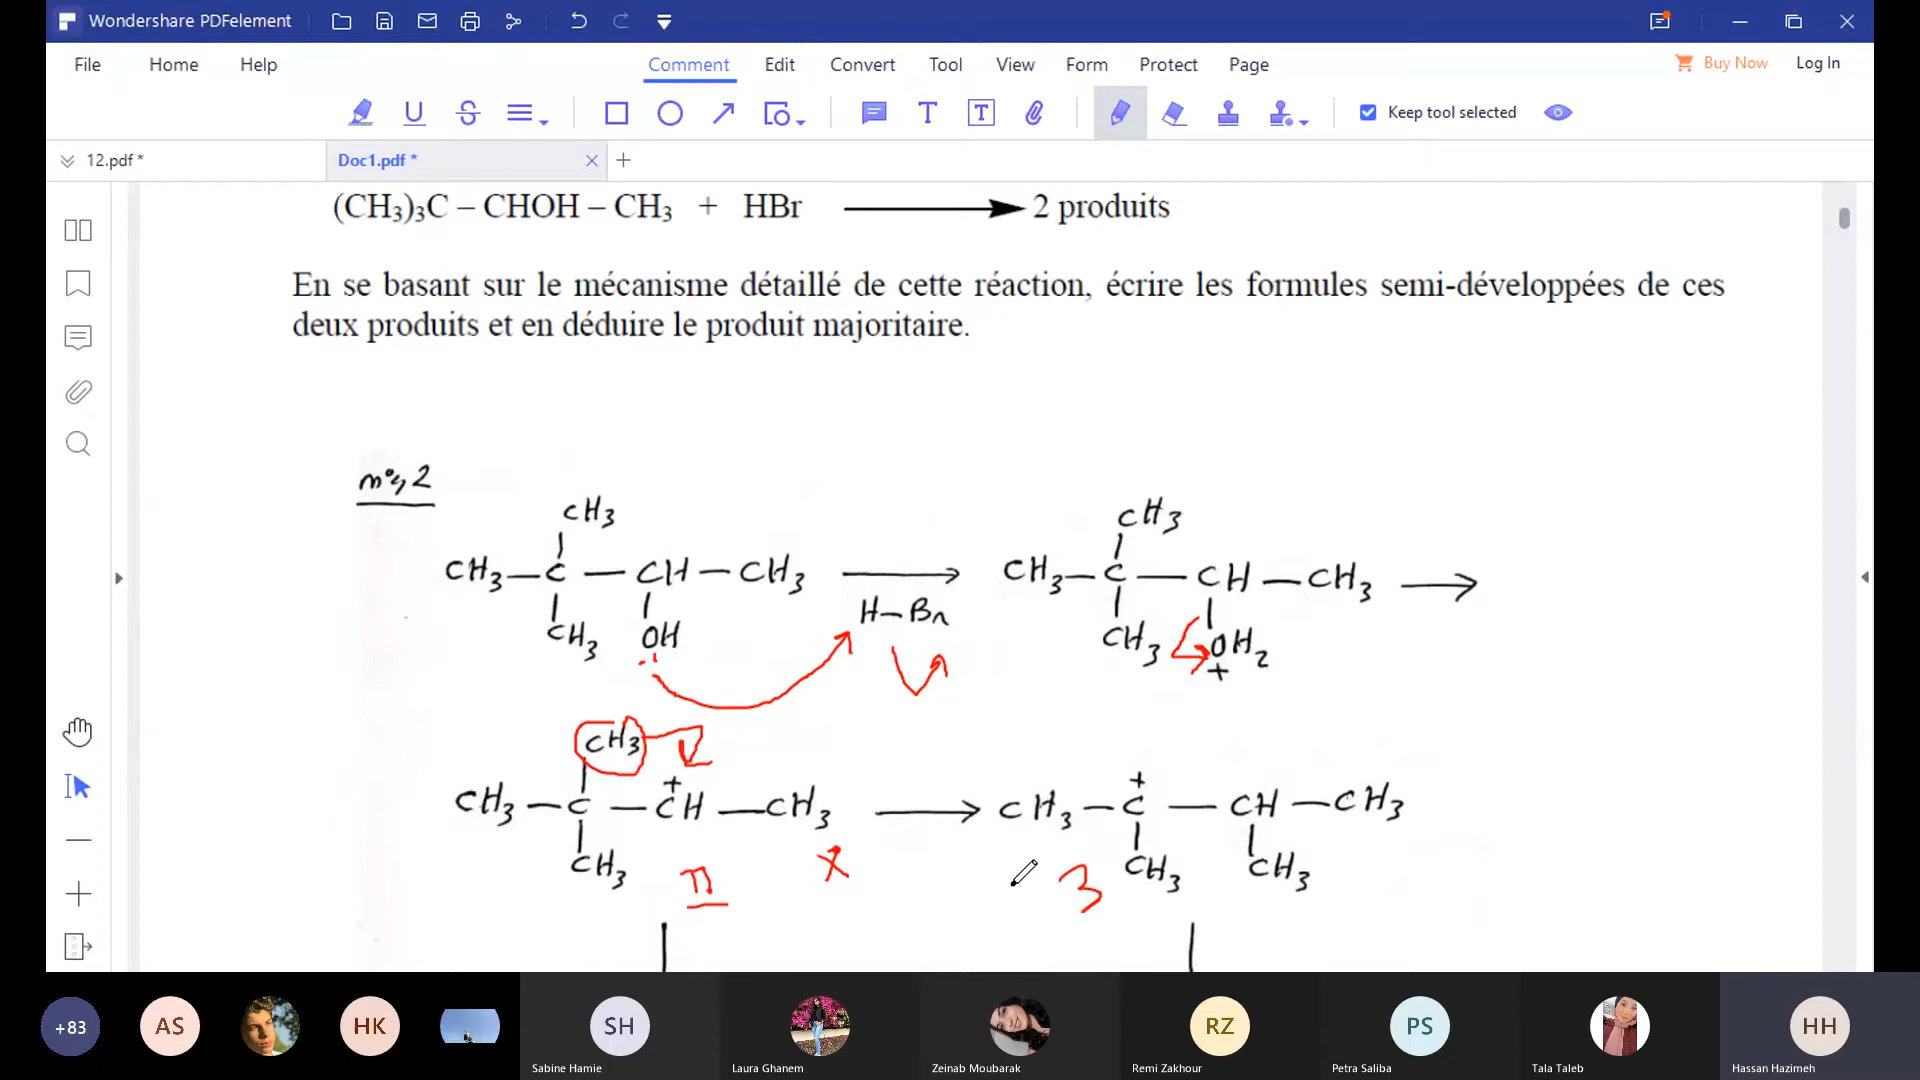 Wondershare PDFelement
File Home Help Comment Edit Convert Tool View Form Protect Page Buy Now Log In
Keep tool selected
12.pdf * Doc1.pdf *
(CH₃)₃C – CHOH – CH₃ + HBr ⟶ 2 produits
En se basant sur le mécanisme détaillé de cette réaction, écrire les formules semi-développées de ces
deux produits et en déduire le produit majoritaire.
CH₃ CH₃
CH₃—C—CH—CH₃ ⟶ CH₃—C—CH—CH₃ ⟶
H—Br
CH₃ OH CH₃ OH₂
+
CH₃
+ +
CH₃—C—CH—CH₃ ⟶ CH₃—C—CH—CH₃
CH₃ II X 3 CH₃ CH₃
+83 AS HK SH RZ PS HH
Sabine Hamie Laura Ghanem Zeinab Moubarak Remi Zakhour Petra Saliba Tala Taleb Hassan Hazimeh